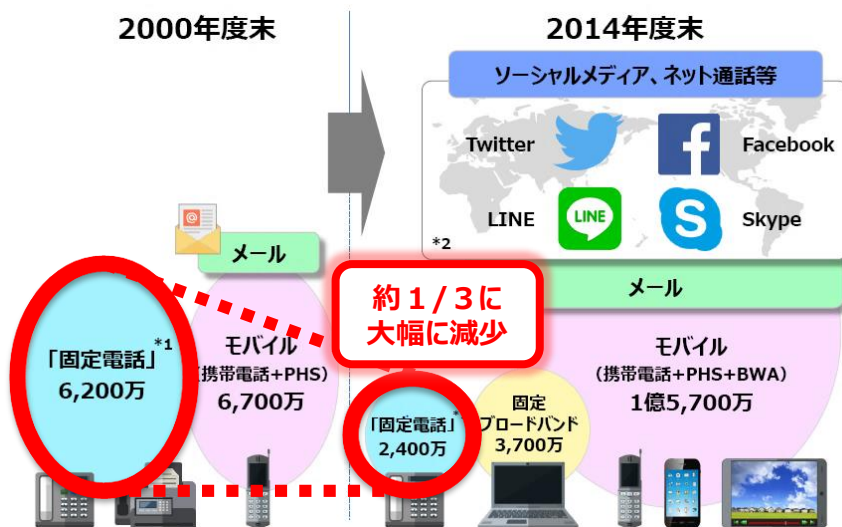 2000年度末
2014年度末
ソーシャルメディア、ネット通話等
Twitter
Facebook
LINE
LINE
Skype
*2
メール
メール
約1/3に
大幅に減少
「固定電話」*1
6,200万
モバイル
(携帯電話+PHS)
6,700万
「固定電話」*
2,400万
固定
ブロードバンド
3,700万
モバイル
(携帯電話+PHS+BWA)
1億5,700万